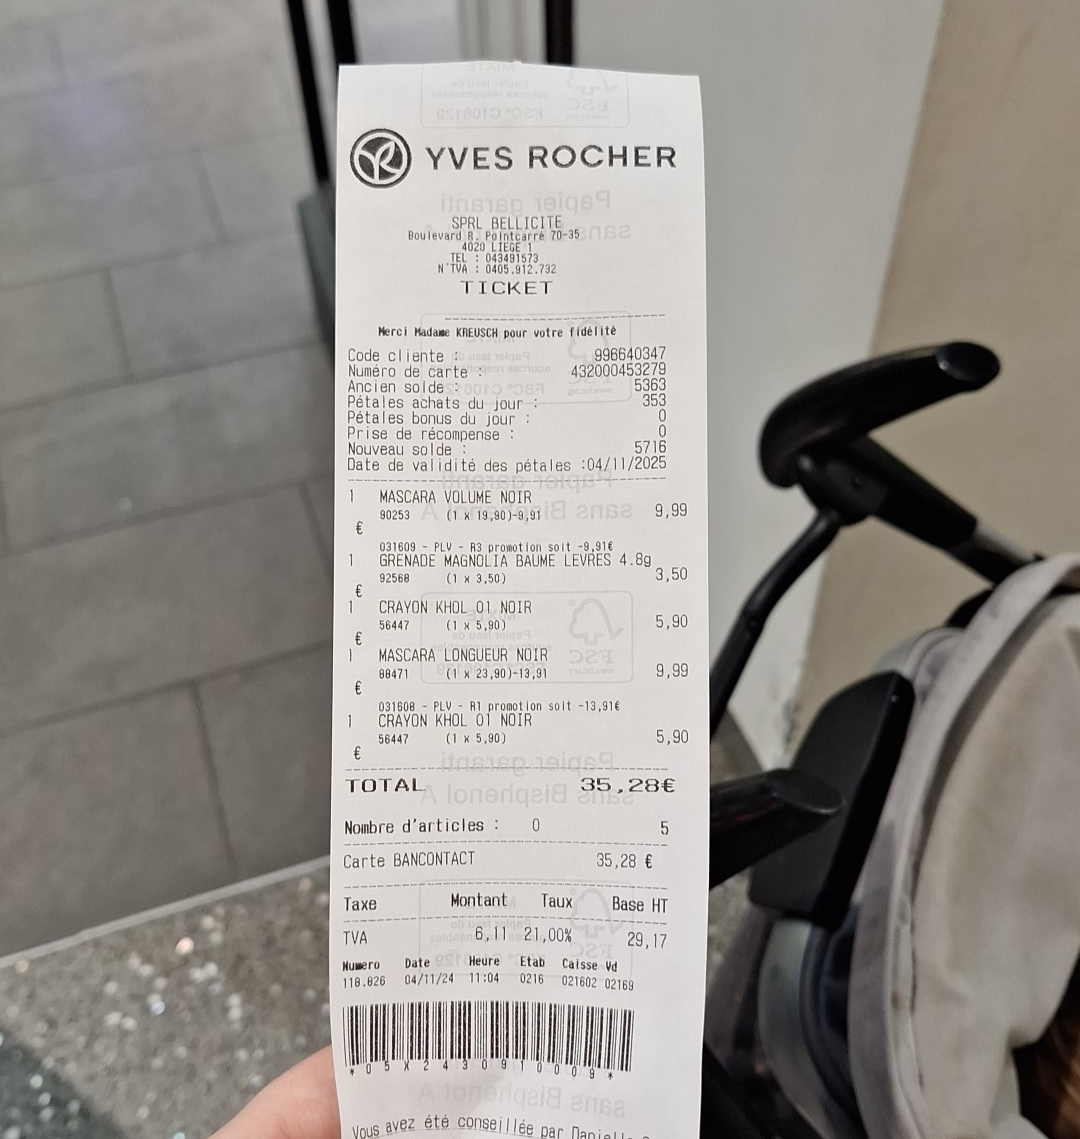 YVES ROCHER
SPRL BELLICITE
Boulevard R. Pointcarré 70-35
4020 LIEGE 1
TEL : 043491573
N°TVA : 0405.912.732
TICKET
Merci Madame KREUSCH pour votre fidélité
Code cliente : 996640347
Numéro de carte : 432000453279
Ancien solde : 5363
Pétales achats du jour : 353
Pétales bonus du jour : 0
Prise de récompense : 0
Nouveau solde : 5716
Date de validité des pétales :04/11/2025
1 MASCARA VOLUME NOIR
90253 (1 x 19,90)-9,91 9,99
€
031609 - PLV - R3 promotion soit -9,91€
1 GRENADE MAGNOLIA BAUME LEVRES 4.8g
92568 (1 x 3,50) 3,50
€
1 CRAYON KHOL 01 NOIR
56447 (1 x 5,90) 5,90
€
1 MASCARA LONGUEUR NOIR
88471 (1 x 23,90)-13,91 9,99
€
031608 - PLV - R1 promotion soit -13,91€
1 CRAYON KHOL 01 NOIR
56447 (1 x 5,90) 5,90
€
TOTAL 35,28€
Nombre d'articles : 0 5
Carte BANCONTACT 35,28 €
Taxe Montant Taux Base HT
TVA 6,11 21,00% 29,17
Numero Date Heure Etab Caisse Vd
118.826 04/11/24 11:04 0216 021602 02169
*05X2430910009*
Vous avez été conseillée par